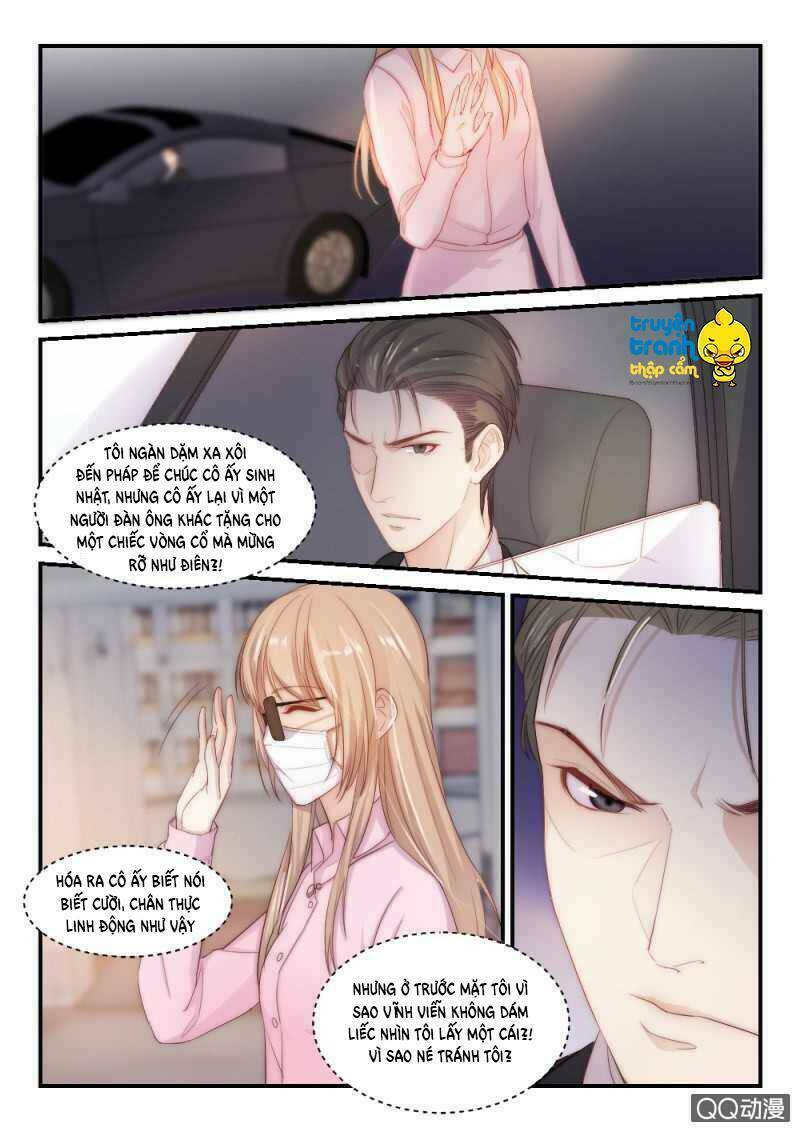 truyện
tranh
thập cẩm
TÔI NGÀN DẶM XA XÔI
ĐẾN PHÁP ĐỂ CHÚC CÔ ẤY SINH
NHẬT, NHƯNG CÔ ẤY LẠI VÌ MỘT
NGƯỜI ĐÀN ÔNG KHÁC TẶNG CHO
MỘT CHIẾC VÒNG CỔ MÀ MỪNG
RỠ NHƯ ĐIÊN?!
HÓA RA CÔ ẤY BIẾT NÓI
BIẾT CƯỜI, CHÂN THỰC
LINH ĐỘNG NHƯ VẬY
NHƯNG Ở TRƯỚC MẶT TÔI VÌ
SAO VĨNH VIỄN KHÔNG DÁM
LIẾC NHÌN TÔI LẤY MỘT CÁI?!
VÌ SAO NÉ TRÁNH TÔI?
QQ动漫